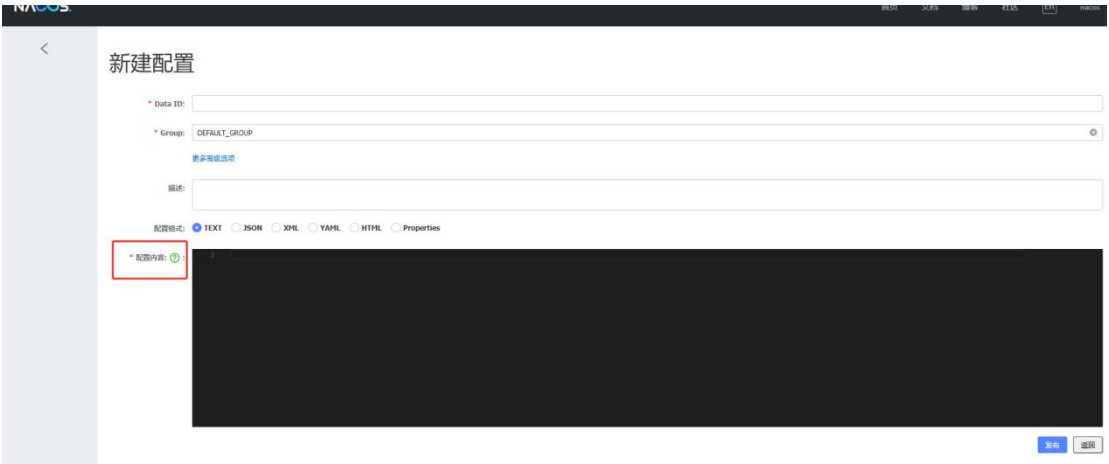 NACOS.
首页 文档 博客 社区 En nacos
新建配置
* Data ID:
* Group: DEFAULT_GROUP
更多高级选项
描述:
配置格式: TEXT JSON XML YAML HTML Properties
* 配置内容: ? :
1
发布 返回